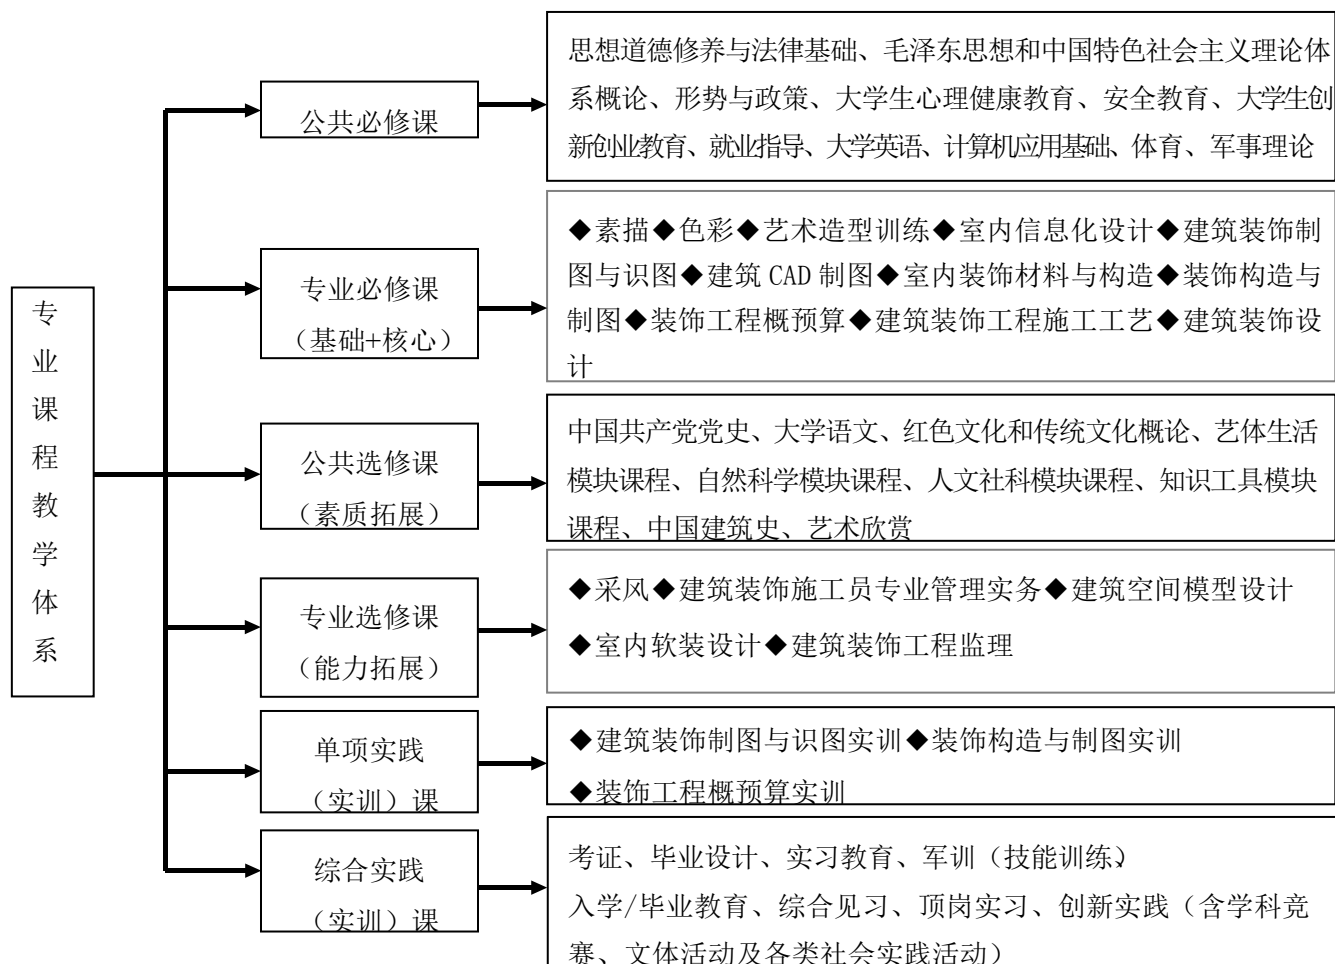 专
业
课
程
教
学
体
系
公共必修课
思想道德修养与法律基础、毛泽东思想和中国特色社会主义理论体
系概论、形势与政策、大学生心理健康教育、安全教育、大学生创
新创业教育、就业指导、大学英语、计算机应用基础、体育、军事理论
专业必修课
（基础+核心）
◆素描◆色彩◆艺术造型训练◆室内信息化设计◆建筑装饰制
图与识图◆建筑 CAD 制图◆室内装饰材料与构造◆装饰构造与
制图◆装饰工程概预算◆建筑装饰工程施工工艺◆建筑装饰设
计
公共选修课
（素质拓展）
中国共产党党史、大学语文、红色文化和传统文化概论、艺体生活
模块课程、自然科学模块课程、人文社科模块课程、知识工具模块
课程、中国建筑史、艺术欣赏
专业选修课
（能力拓展）
◆采风◆建筑装饰施工员专业管理实务◆建筑空间模型设计
◆室内软装设计◆建筑装饰工程监理
单项实践
（实训）课
◆建筑装饰制图与识图实训◆装饰构造与制图实训
◆装饰工程概预算实训
综合实践
（实训）课
考证、毕业设计、实习教育、军训（技能训练）、
入学/毕业教育、综合见习、顶岗实习、创新实践（含学科竞
赛、文体活动及各类社会实践活动）